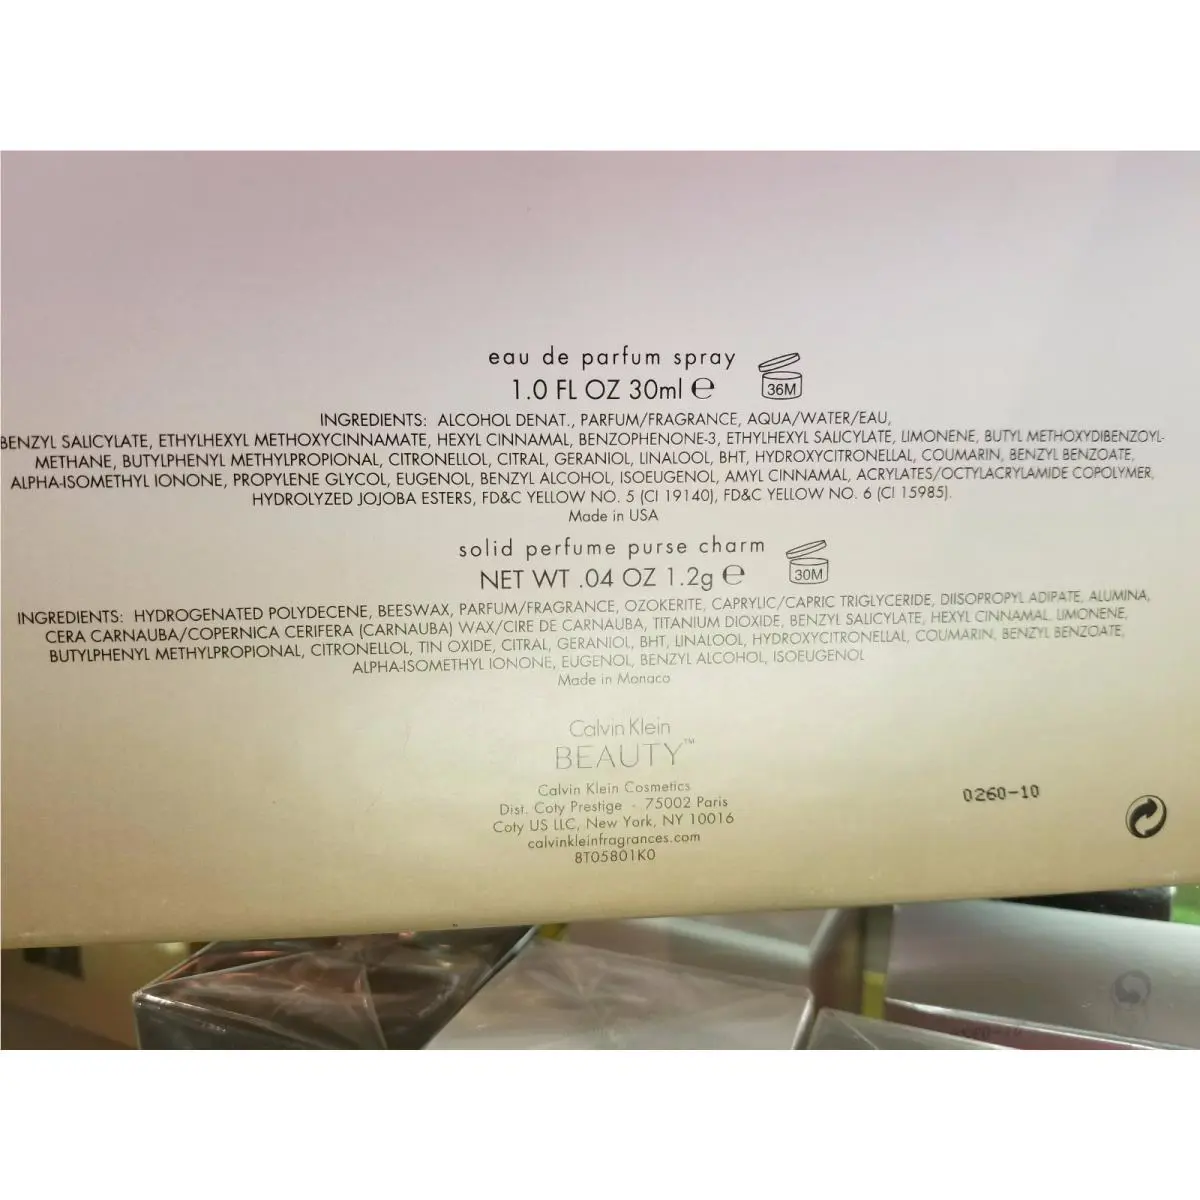 eau de parfum spray
1.0 FL OZ 30ml ℮
36M
INGREDIENTS: ALCOHOL DENAT., PARFUM/FRAGRANCE, AQUA/WATER/EAU,
BENZYL SALICYLATE, ETHYLHEXYL METHOXYCINNAMATE, HEXYL CINNAMAL, BENZOPHENONE-3, ETHYLHEXYL SALICYLATE, LIMONENE, BUTYL METHOXYDIBENZOYL-
METHANE, BUTYLPHENYL METHYLPROPIONAL, CITRONELLOL, CITRAL, GERANIOL, LINALOOL, BHT, HYDROXYCITRONELLAL, COUMARIN, BENZYL BENZOATE,
ALPHA-ISOMETHYL IONONE, PROPYLENE GLYCOL, EUGENOL, BENZYL ALCOHOL, ISOEUGENOL, AMYL CINNAMAL, ACRYLATES/OCTYLACRYLAMIDE COPOLYMER,
HYDROLYZED JOJOBA ESTERS, FD&C YELLOW NO. 5 (CI 19140), FD&C YELLOW NO. 6 (CI 15985).
Made in USA
solid perfume purse charm
NET WT .04 OZ 1.2g ℮
30M
INGREDIENTS: HYDROGENATED POLYDECENE, BEESWAX, PARFUM/FRAGRANCE, OZOKERITE, CAPRYLIC/CAPRIC TRIGLYCERIDE, DIISOPROPYL ADIPATE, ALUMINA,
CERA CARNAUBA/COPERNICA CERIFERA (CARNAUBA) WAX/CIRE DE CARNAUBA, TITANIUM DIOXIDE, BENZYL SALICYLATE, HEXYL CINNAMAL, LIMONENE,
BUTYLPHENYL METHYLPROPIONAL, CITRONELLOL, TIN OXIDE, CITRAL, GERANIOL, BHT, LINALOOL, HYDROXYCITRONELLAL, COUMARIN, BENZYL BENZOATE,
ALPHA-ISOMETHYL IONONE, EUGENOL, BENZYL ALCOHOL, ISOEUGENOL
Made in Monaco
Calvin Klein
BEAUTY™
Calvin Klein Cosmetics
Dist. Coty Prestige · 75002 Paris
Coty US LLC, New York, NY 10016
calvinkleinfragrances.com
8T05801K0
0260-10